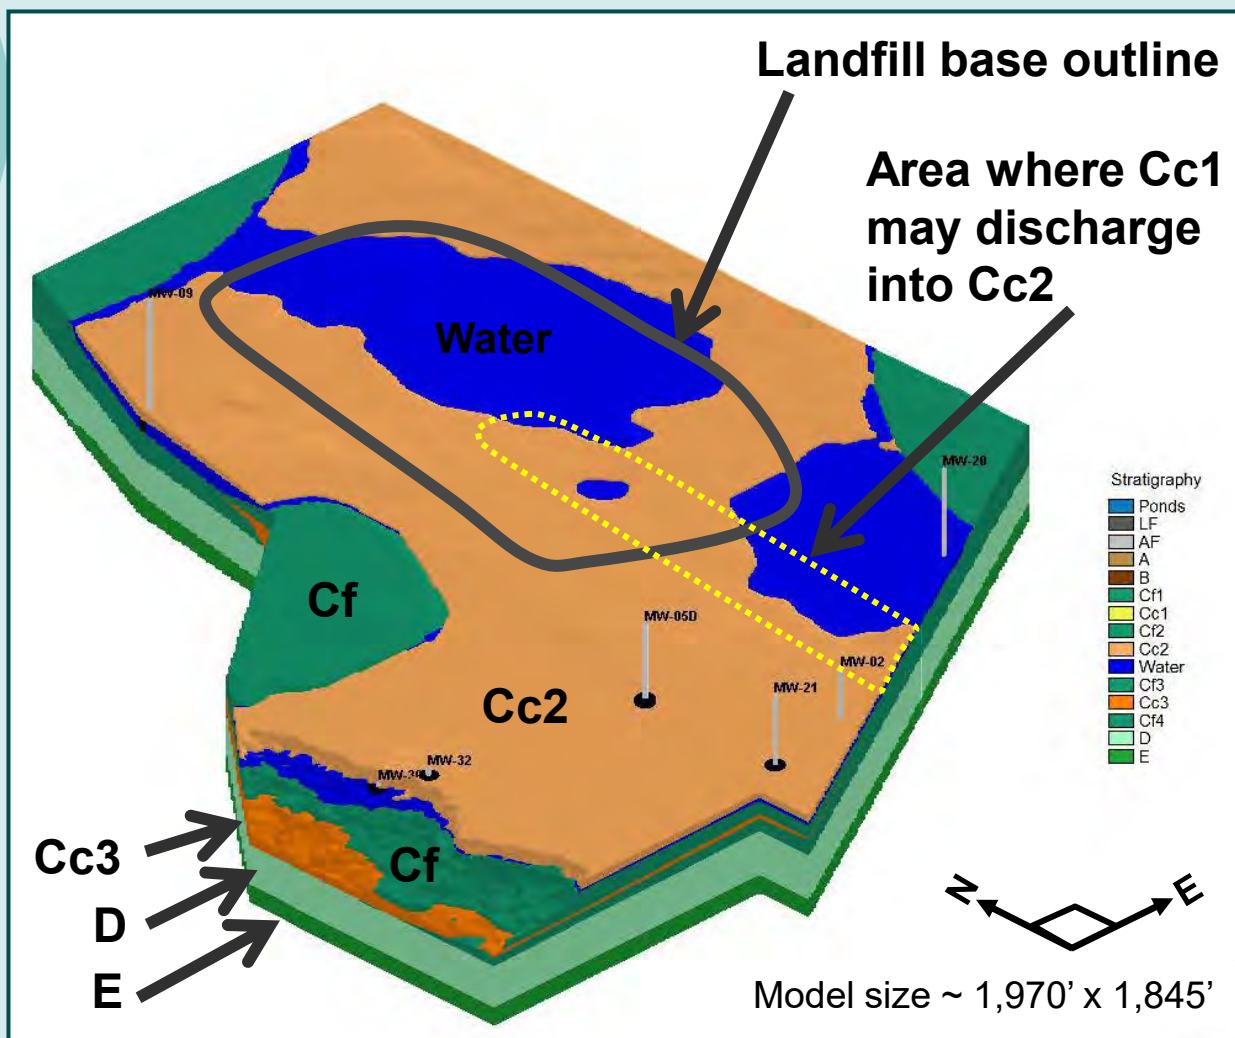 Landfill base outline
Area where Cc1
may discharge
into Cc2
MW-09
Water
MW-20
Stratigraphy
Ponds
LF
AF
A
B
Cf1
Cc1
Cf2
Cc2
Water
Cf3
Cc3
Cf4
D
E
Cf
MW-05D
MW-02
MW-21
Cc2
MW-32
Cc3
Cf
D
E
N
E
Model size ~ 1,970' x 1,845'